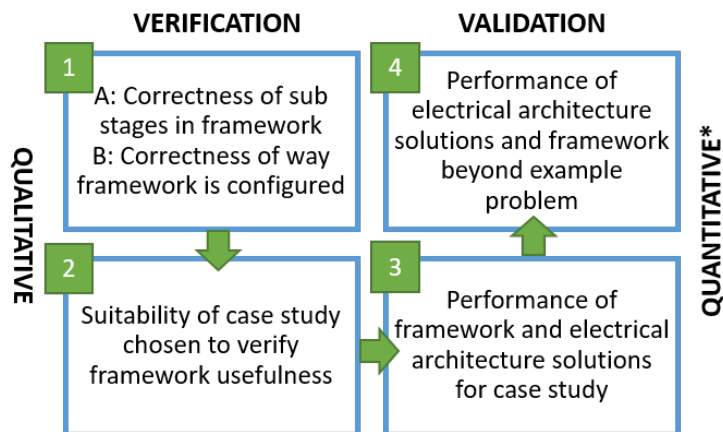 VERIFICATION
VALIDATION
QUALITATIVE
1
A: Correctness of sub
stages in framework
B: Correctness of way
framework is configured
2
Suitability of case study
chosen to verify
framework usefulness
3
Performance of
framework and electrical
architecture solutions
for case study
4
Performance of
electrical architecture
solutions and framework
beyond example
problem
QUANTITATIVE*